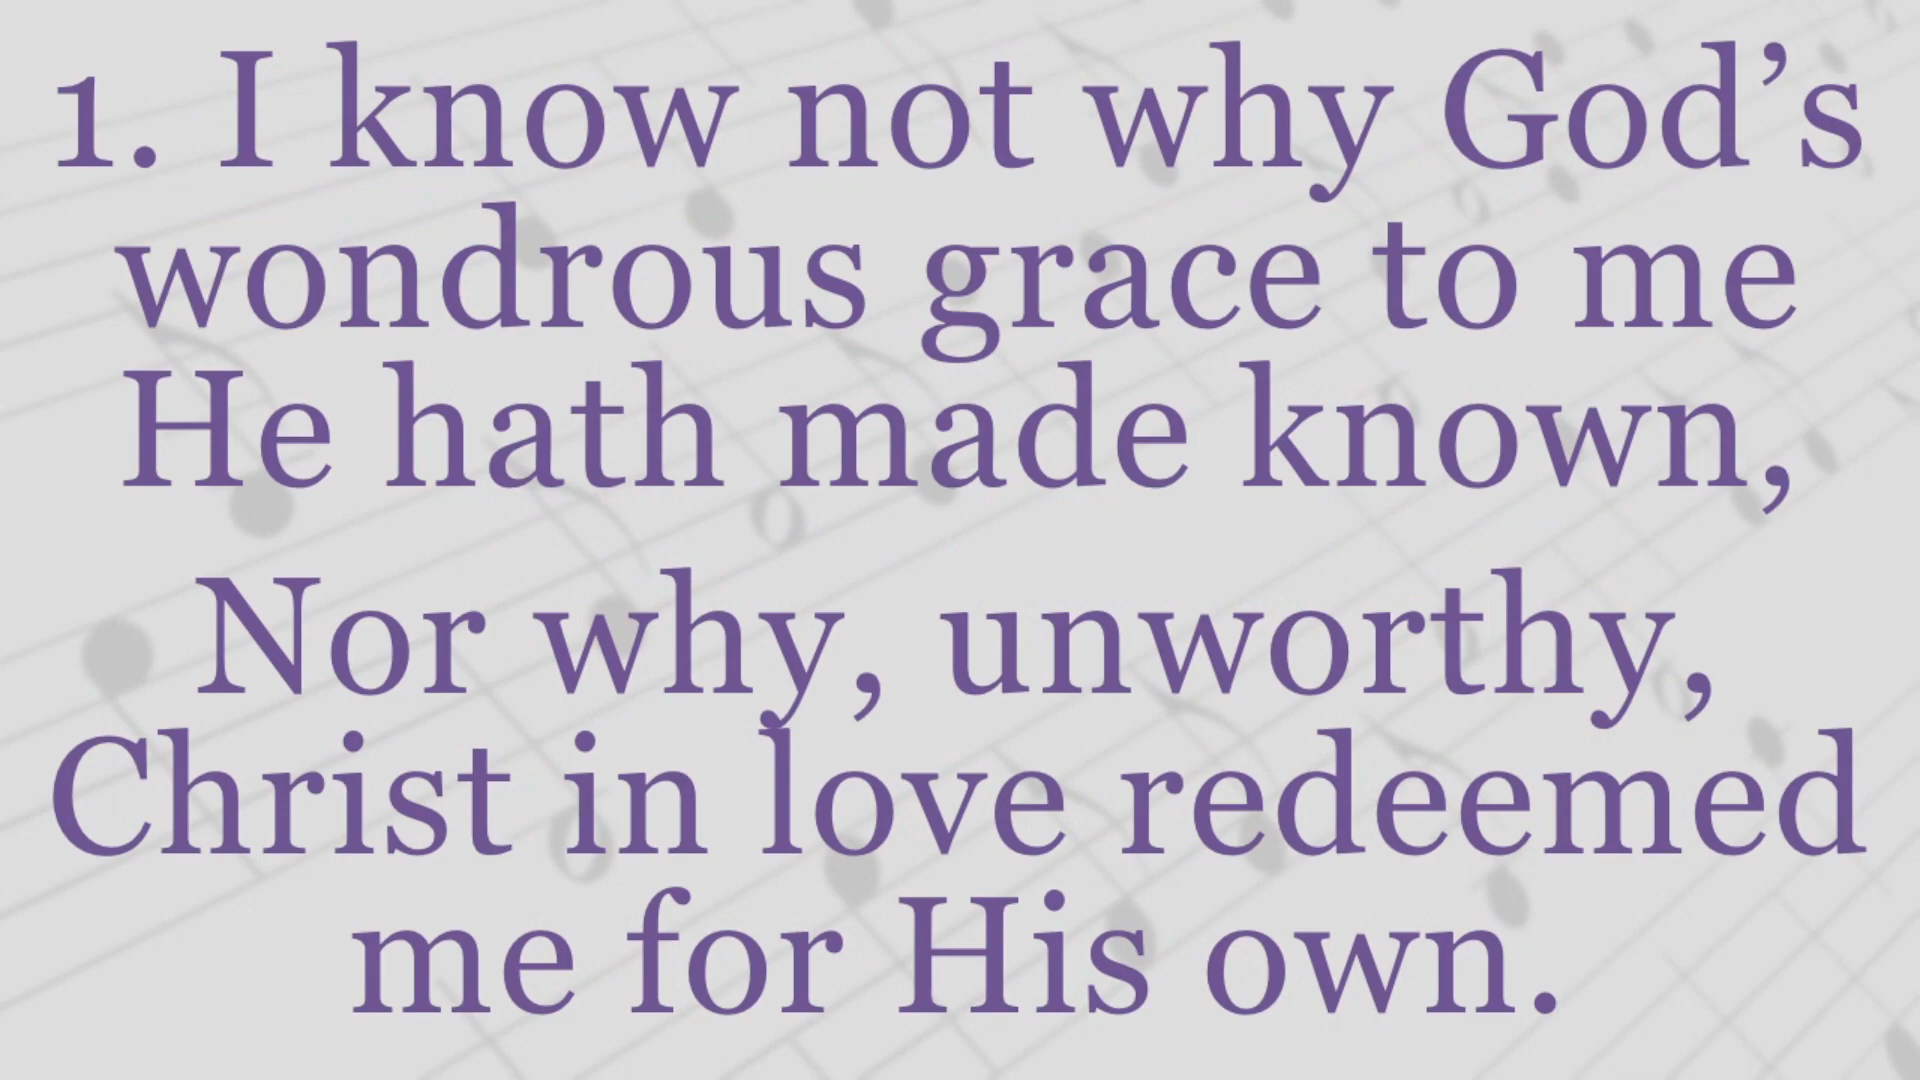 1. I know not why God’s
wondrous grace to me
He hath made known,
Nor why, unworthy,
Christ in love redeemed
me for His own.